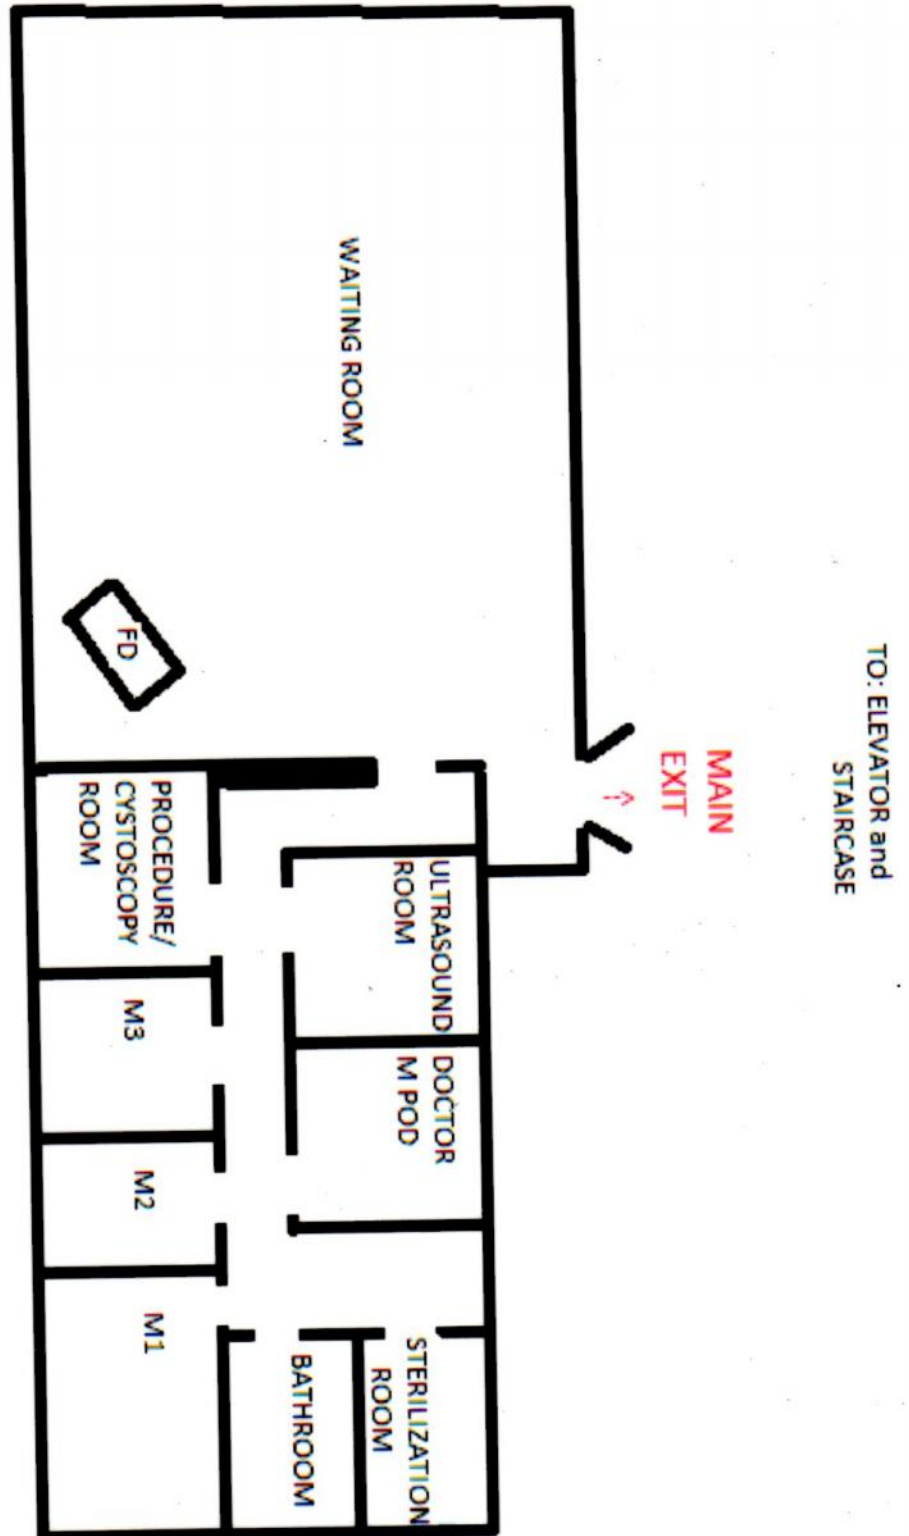 TO: ELEVATOR and
STAIRCASE
MAIN
EXIT
WAITING ROOM
FD
ULTRASOUND
ROOM
DOCTOR
M POD
STERILIZATION
ROOM
BATHROOM
PROCEDURE/
CYSTOSCOPY
ROOM
M3
M2
M1